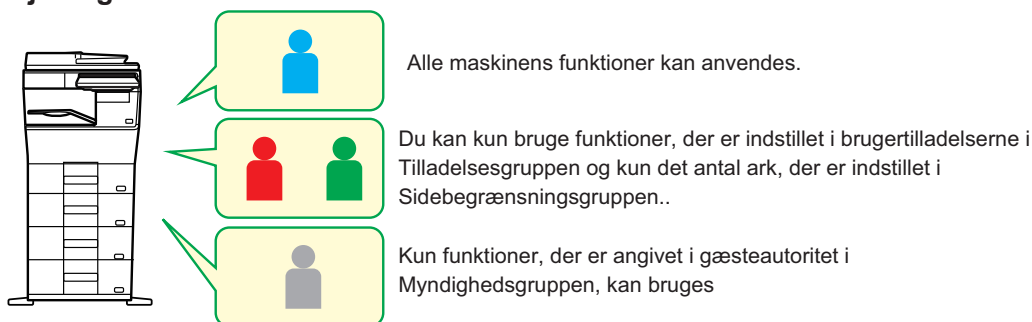 Alle maskinens funktioner kan anvendes.
Du kan kun bruge funktioner, der er indstillet i brugertilladelserne i
Tilladelsesgruppen og kun det antal ark, der er indstillet i
Sidebegrænsningsgruppen..
Kun funktioner, der er angivet i gæsteautoritet i
Myndighedsgruppen, kan bruges